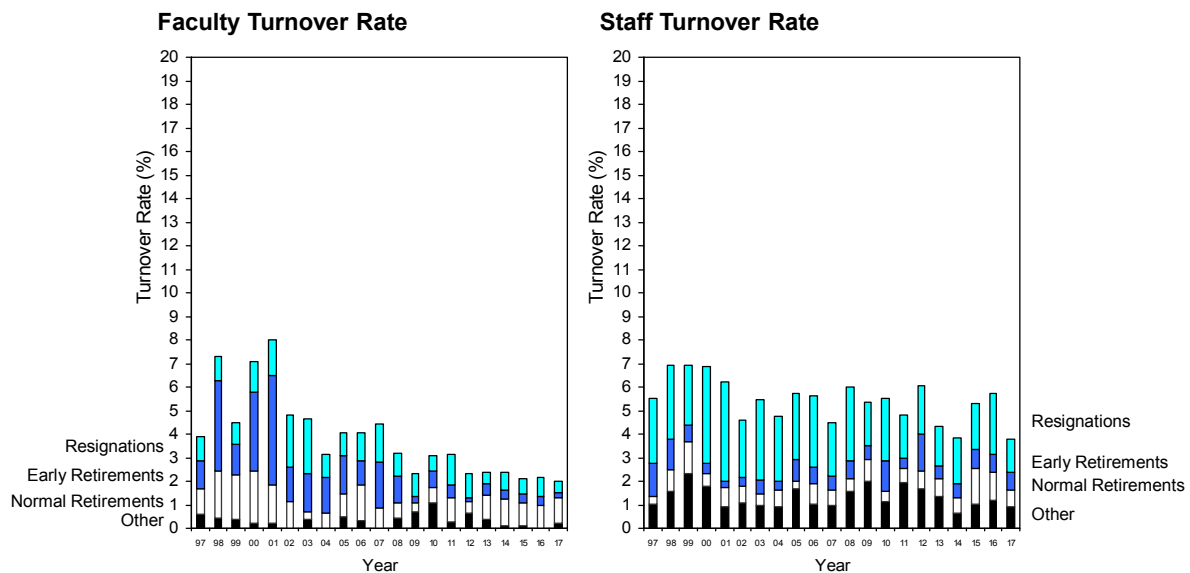 Faculty Turnover Rate
20
19
18
17
16
15
14
13
12
11
10
9
8
7
6
5
4
3
2
1
0
Turnover Rate (%)
Resignations
Early Retirements
Normal Retirements
Other
97 98 99 00 01 02 03 04 05 06 07 08 09 10 11 12 13 14 15 16 17
Year
Staff Turnover Rate
20
19
18
17
16
15
14
13
12
11
10
9
8
7
6
5
4
3
2
1
0
Turnover Rate (%)
97 98 99 00 01 02 03 04 05 06 07 08 09 10 11 12 13 14 15 16 17
Year
Resignations
Early Retirements
Normal Retirements
Other